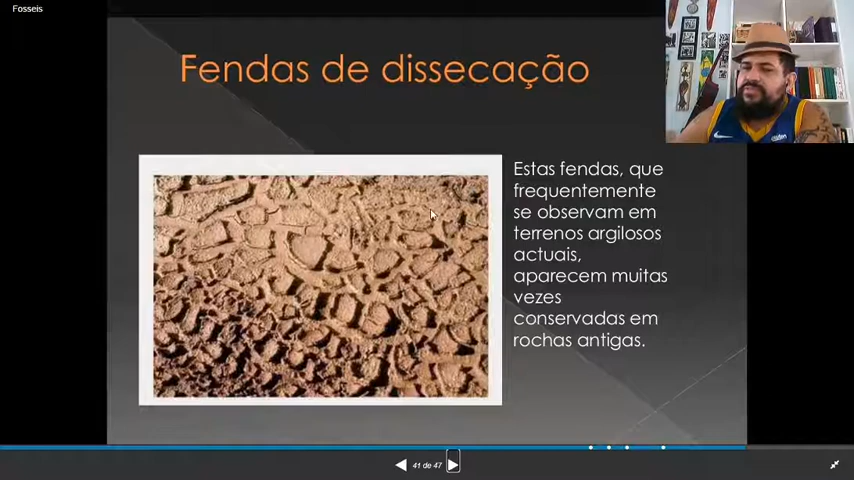 Fosseis
Fendas de dissecação
Estas fendas, que
frequentemente
se observam em
terrenos argilosos
actuais,
aparecem muitas
vezes
conservadas em
rochas antigas.
41 de 47